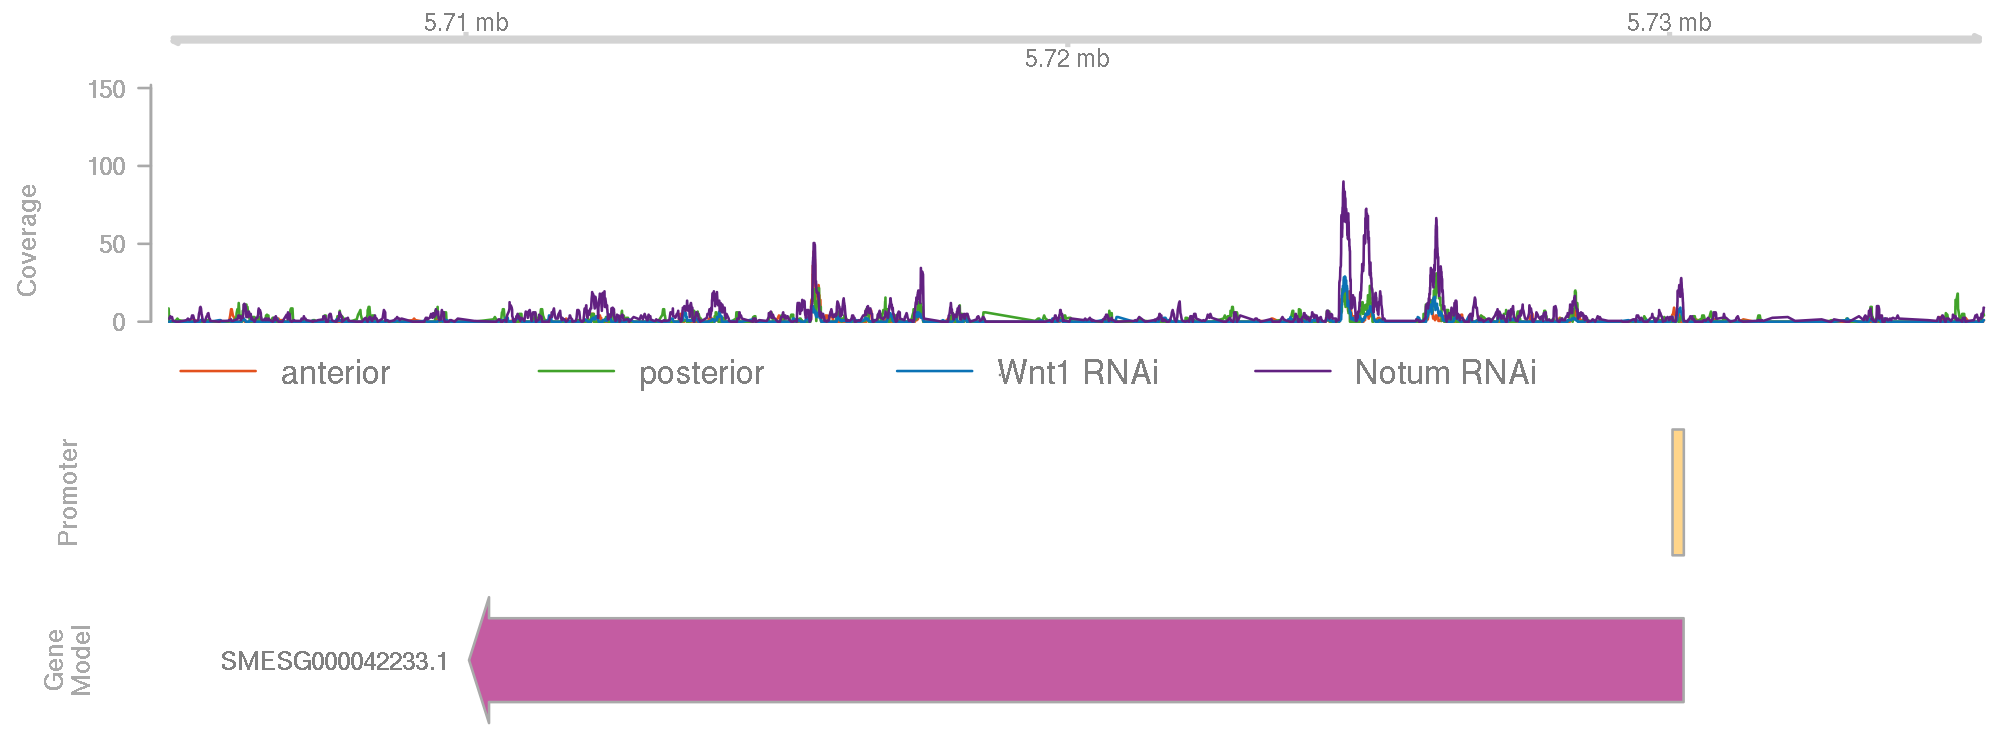 5.71 mb
5.73 mb
5.72 mb
150
100
50
0
Coverage
anterior posterior Wnt1 RNAi Notum RNAi
Promoter
Gene
Model
SMESG000042233.1